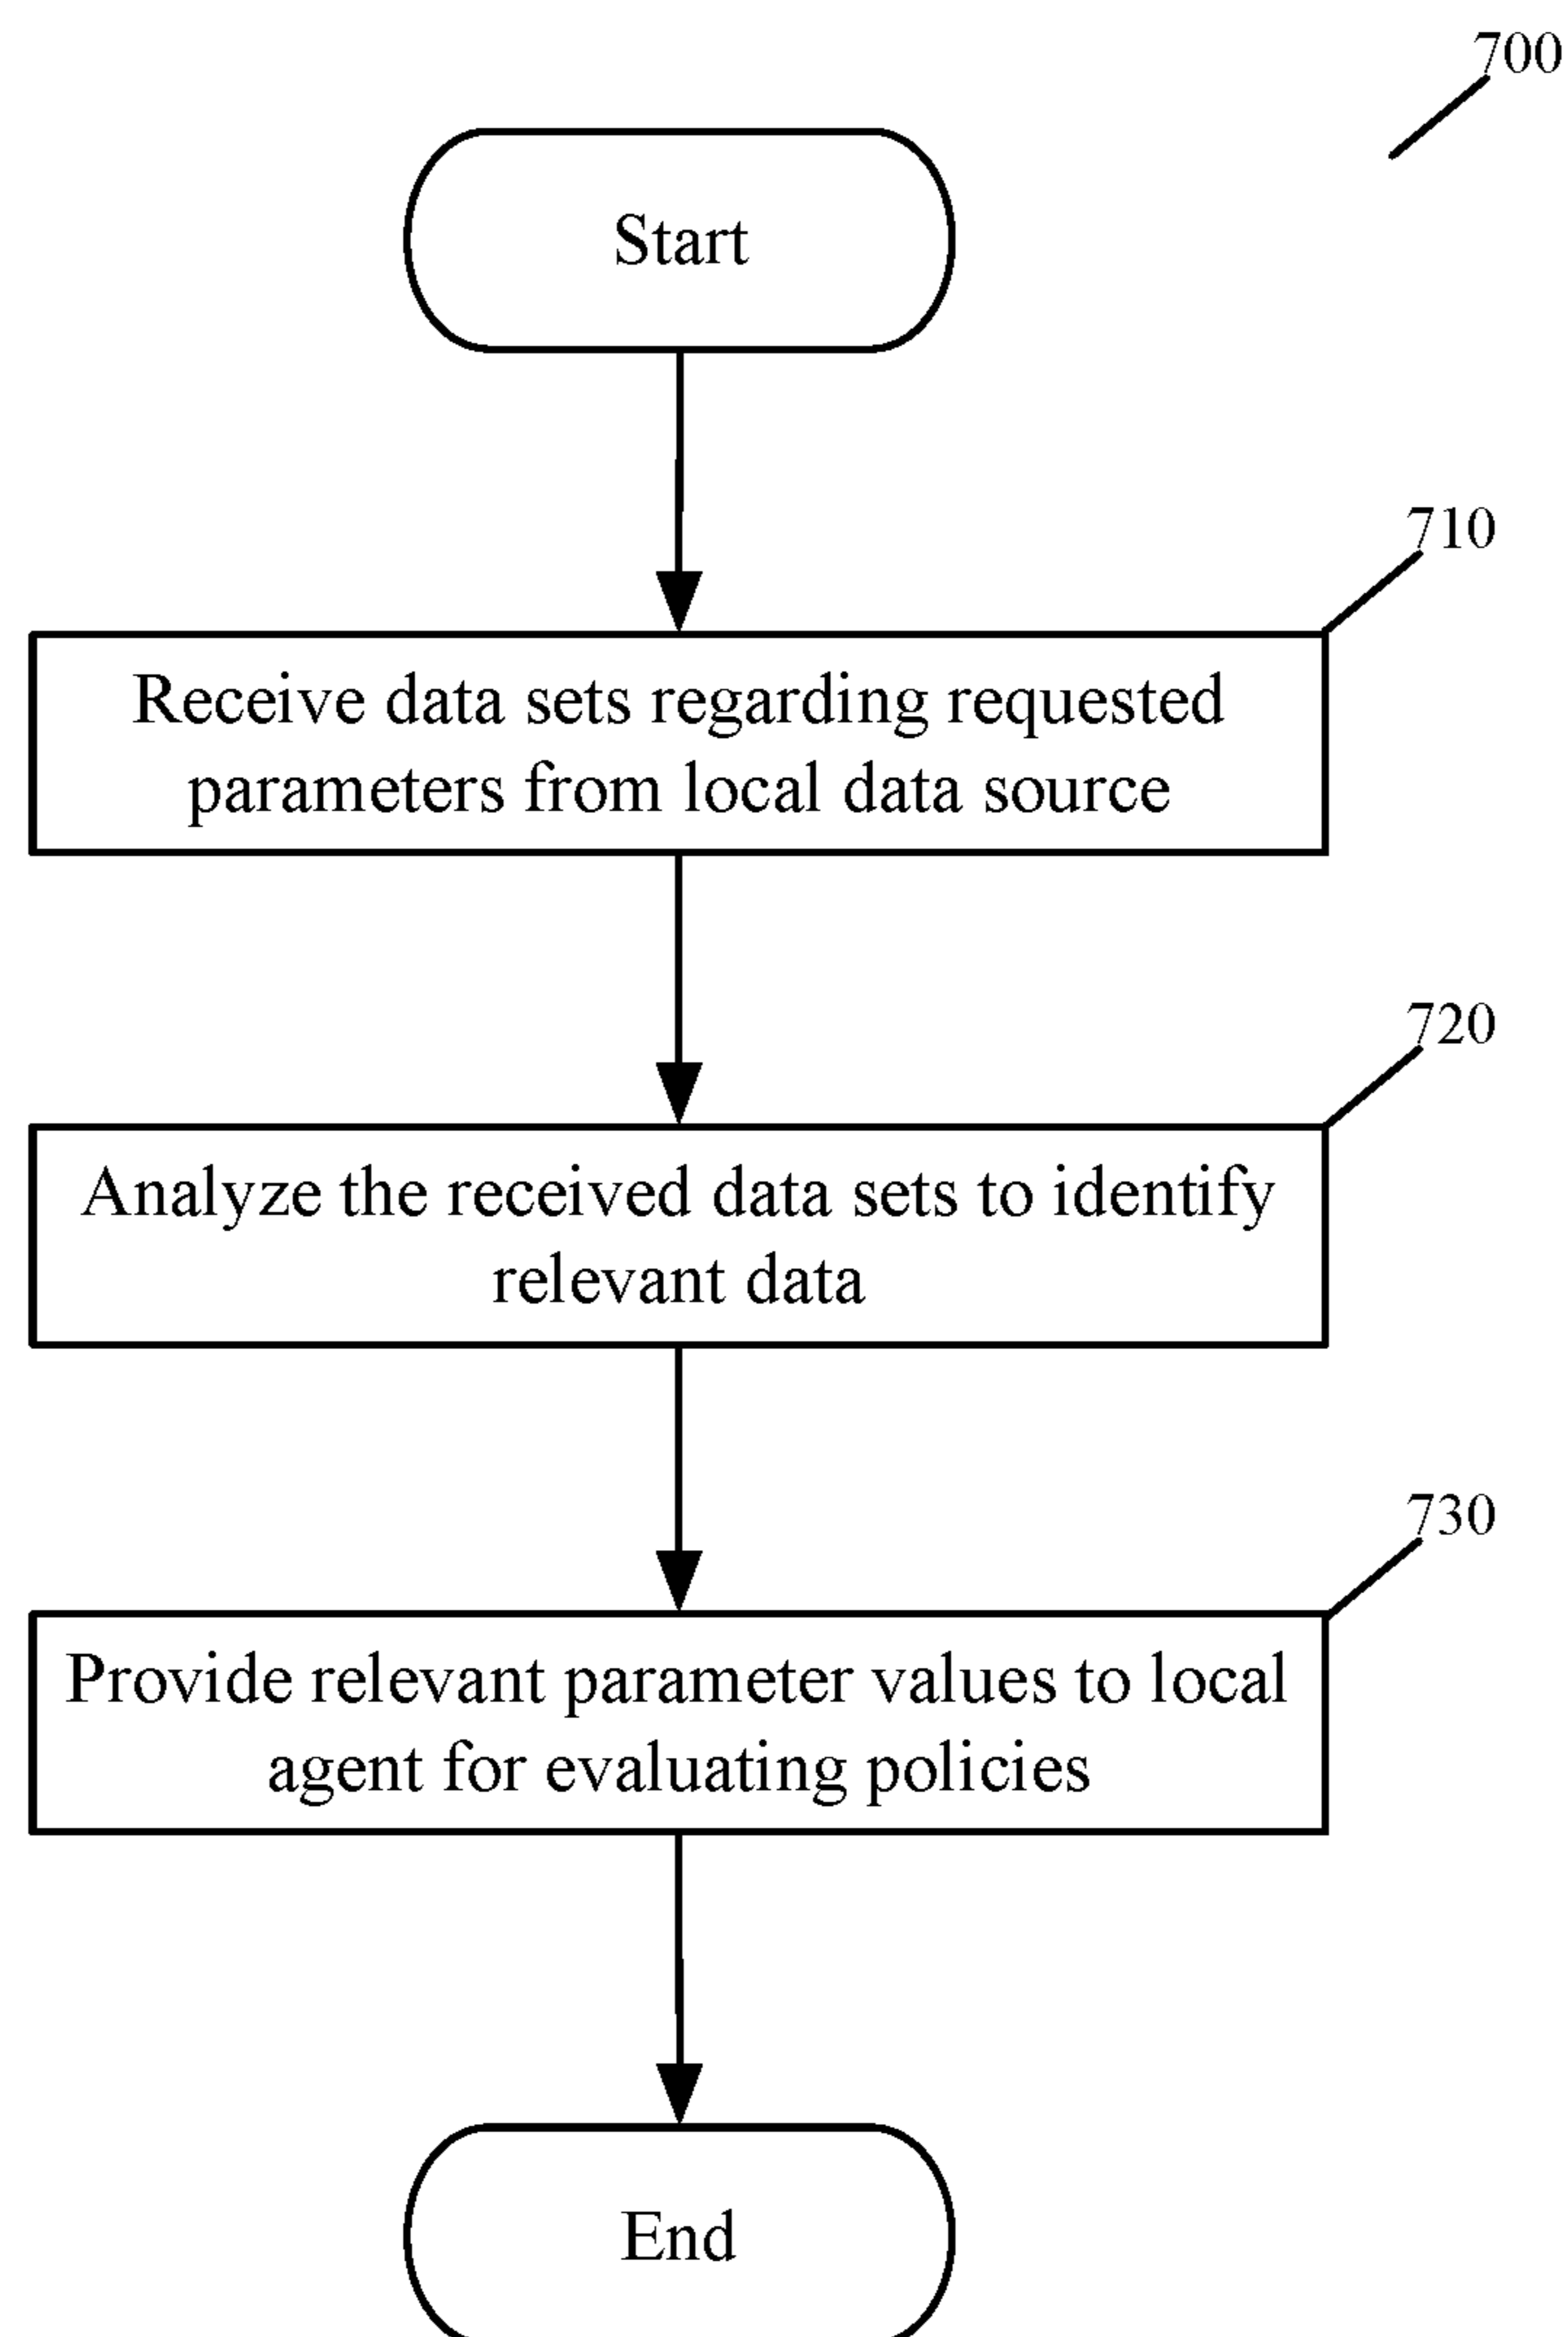 700
Start
710
Receive data sets regarding requested
parameters from local data source
720
Analyze the received data sets to identify
relevant data
730
Provide relevant parameter values to local
agent for evaluating policies
End